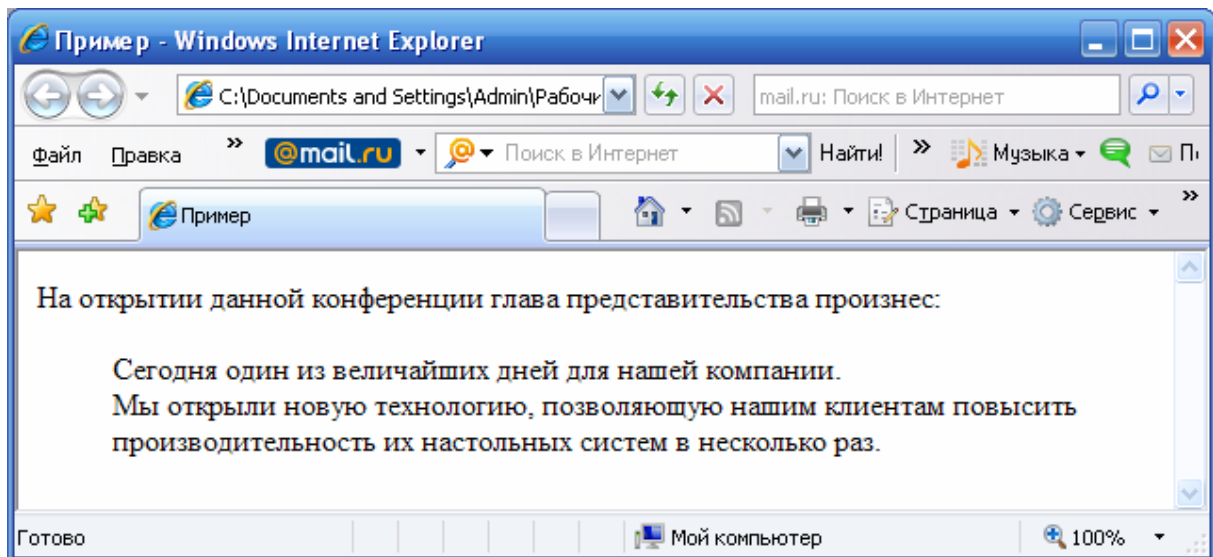 Пример - Windows Internet Explorer
C:\Documents and Settings\Admin\Рабочи
mail.ru: Поиск в Интернет
Файл Правка » @mail.ru Поиск в Интернет Найти! » Музыка
Пример
Страница Сервис »
На открытии данной конференции глава представительства произнес:
Сегодня один из величайших дней для нашей компании.
Мы открыли новую технологию, позволяющую нашим клиентам повысить
производительность их настольных систем в несколько раз.
Готово Мой компьютер 100%